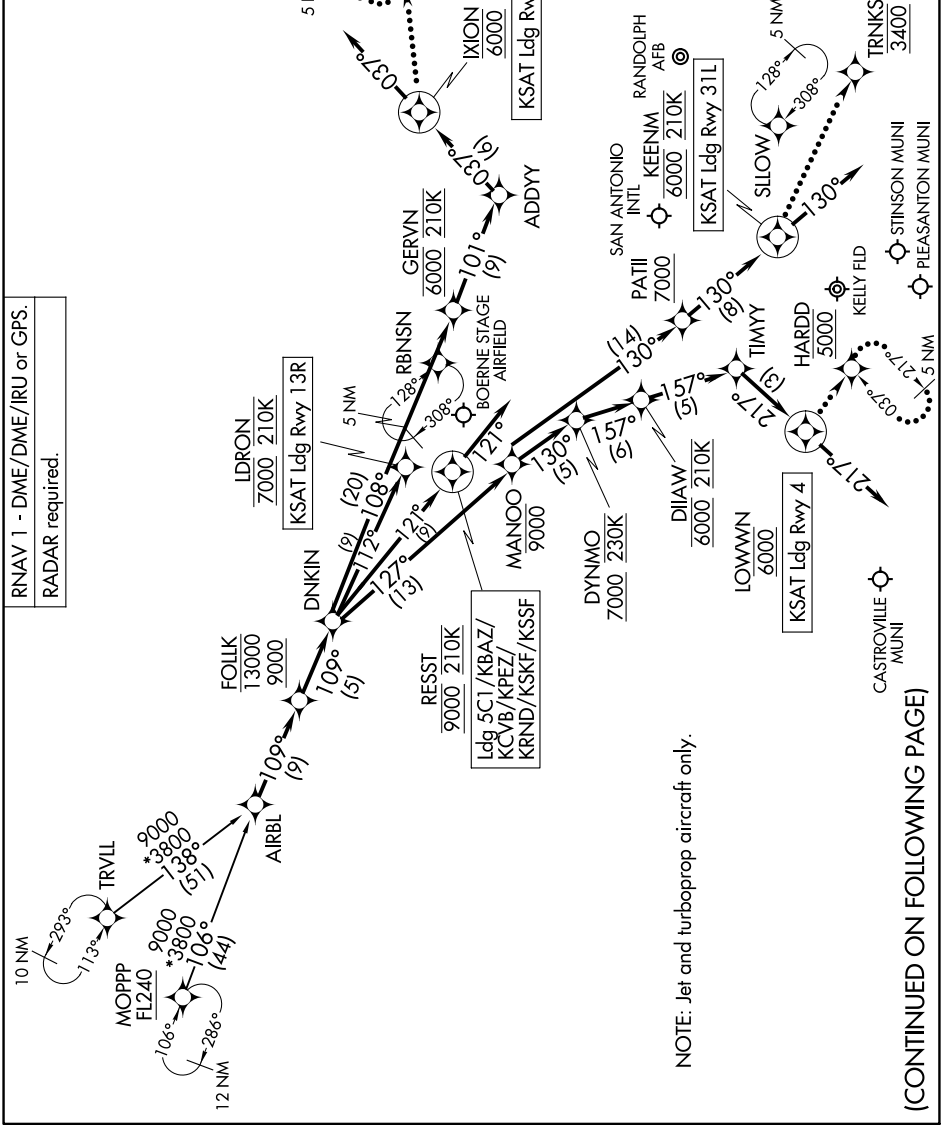 RNAV 1 - DME/DME/IRU or GPS.
RADAR required.
10 NM
293°
113°
TRVLL
9000
*3800
138°
(51)
MOPPP
FL240
106°
286°
12 NM
9000
*3800
106°
(44)
AIRBL
109°
(9)
FOLLK
13000
9000
109°
(5)
DNKIN
LDRON
7000 210K
KSAT Ldg Rwy 13R
(20)
108°
(9)
112°
121°
(9)
127°
(13)
5 NM
128°
308°
RBNSN
BOERNE STAGE
AIRFIELD
GERVN
6000 210K
101°
(9)
ADDYY
037°
(6)
037°
IXION
6000
5 NM
RESST
9000 210K
Ldg 5C1/KBAZ/
KCVB/KPEZ/
KRND/KSKF/KSSF
121°
MANOO
9000
(14)
130°
130°
(5)
DYNMO
7000 230K
157°
(6)
DIIAW
6000 210K
157°
(5)
TIMYY
217°
(3)
LOWWN
6000
KSAT Ldg Rwy 4
217°
HARDD
5000
217°
037°
5 NM
KELLY FLD
PATII
7000
130°
(8)
SAN ANTONIO
INTL
KEENM
6000 210K
KSAT Ldg Rwy 31L
RANDOLPH
AFB
130°
SLLOW
5 NM
128°
308°
TRNKS
3400
STINSON MUNI
PLEASANTON MUNI
CASTROVILLE
MUNI
NOTE: Jet and turboprop aircraft only.
(CONTINUED ON FOLLOWING PAGE)